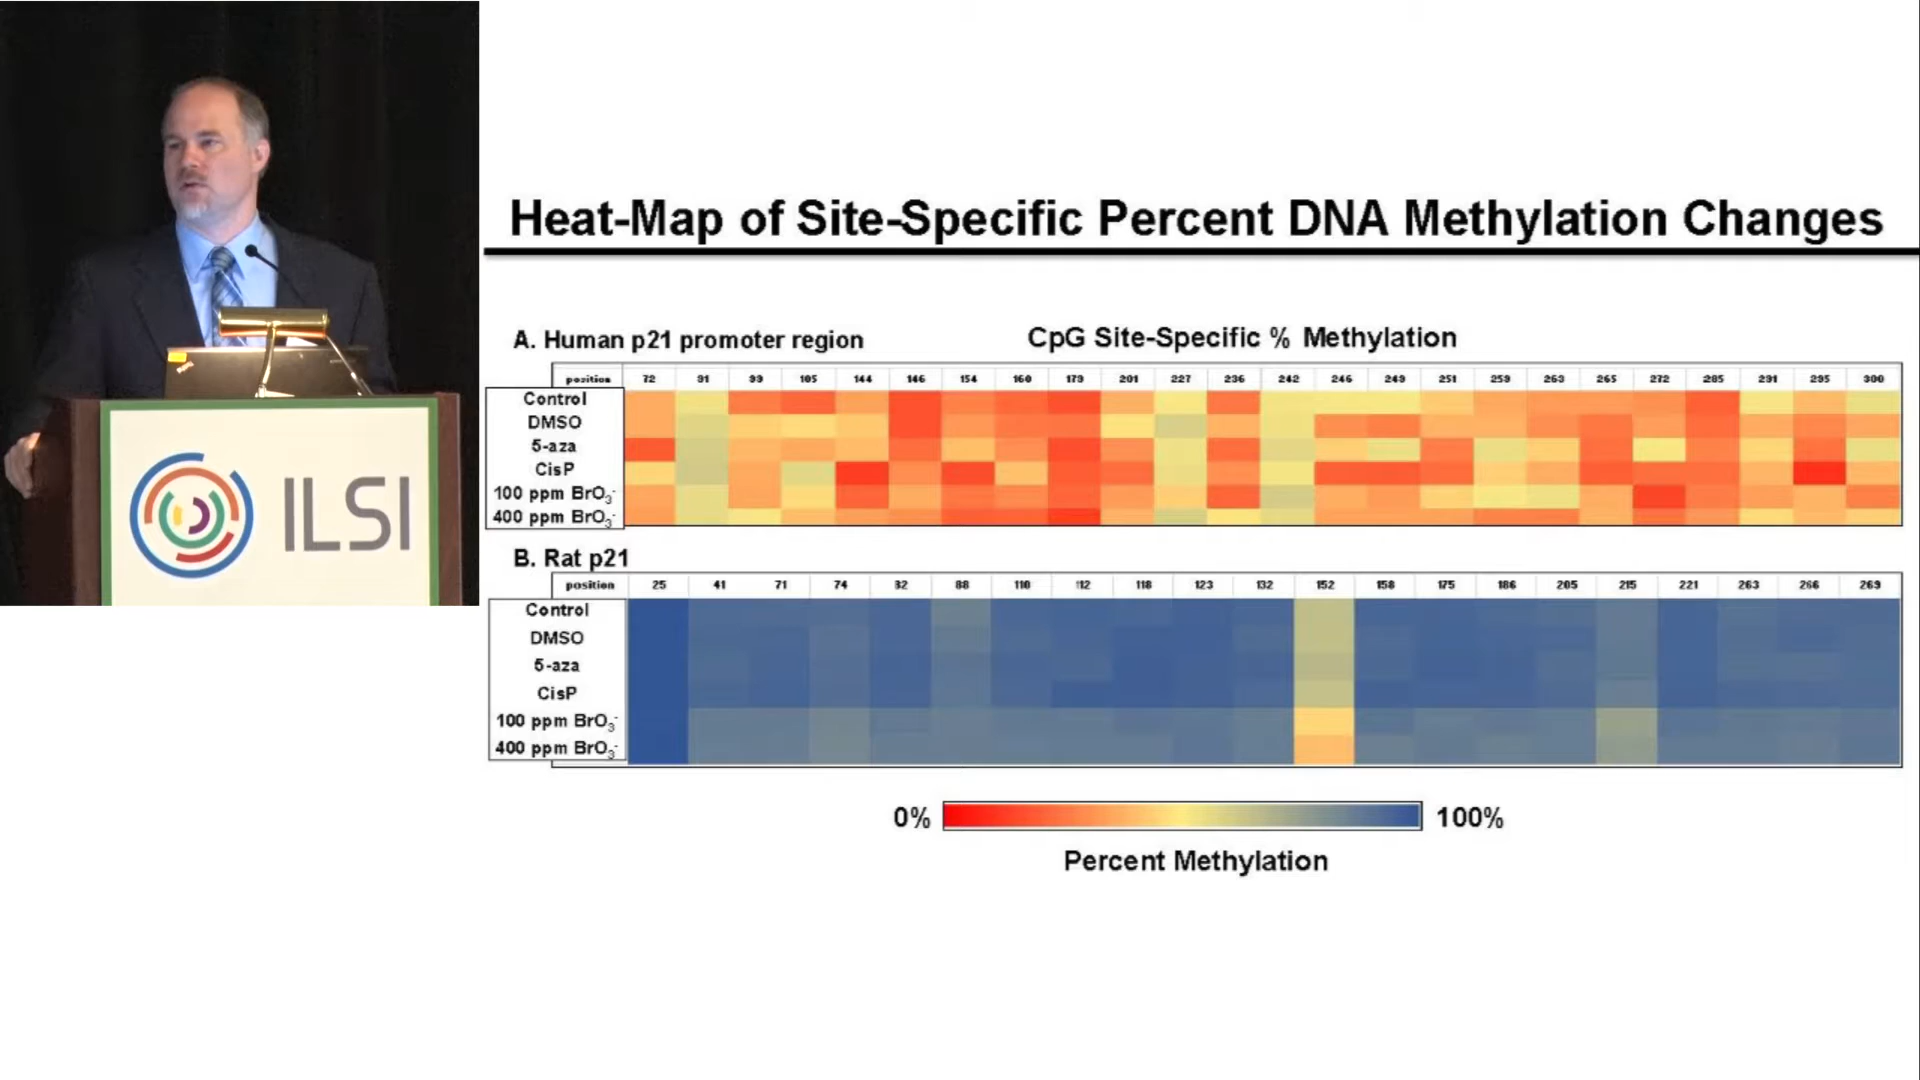 ILSI
Heat-Map of Site-Specific Percent DNA Methylation Changes
A. Human p21 promoter region
CpG Site-Specific % Methylation
position 72 91 99 105 144 146 154 160 179 201 227 236 242 246 249 251 259 263 265 272 285 291 295 300
Control
DMSO
5-aza
CisP
100 ppm BrO3-
400 ppm BrO3-
B. Rat p21
position 25 41 71 74 82 88 110 112 118 123 132 152 158 175 186 205 215 221 263 266 269
Control
DMSO
5-aza
CisP
100 ppm BrO3-
400 ppm BrO3-
0% 100%
Percent Methylation